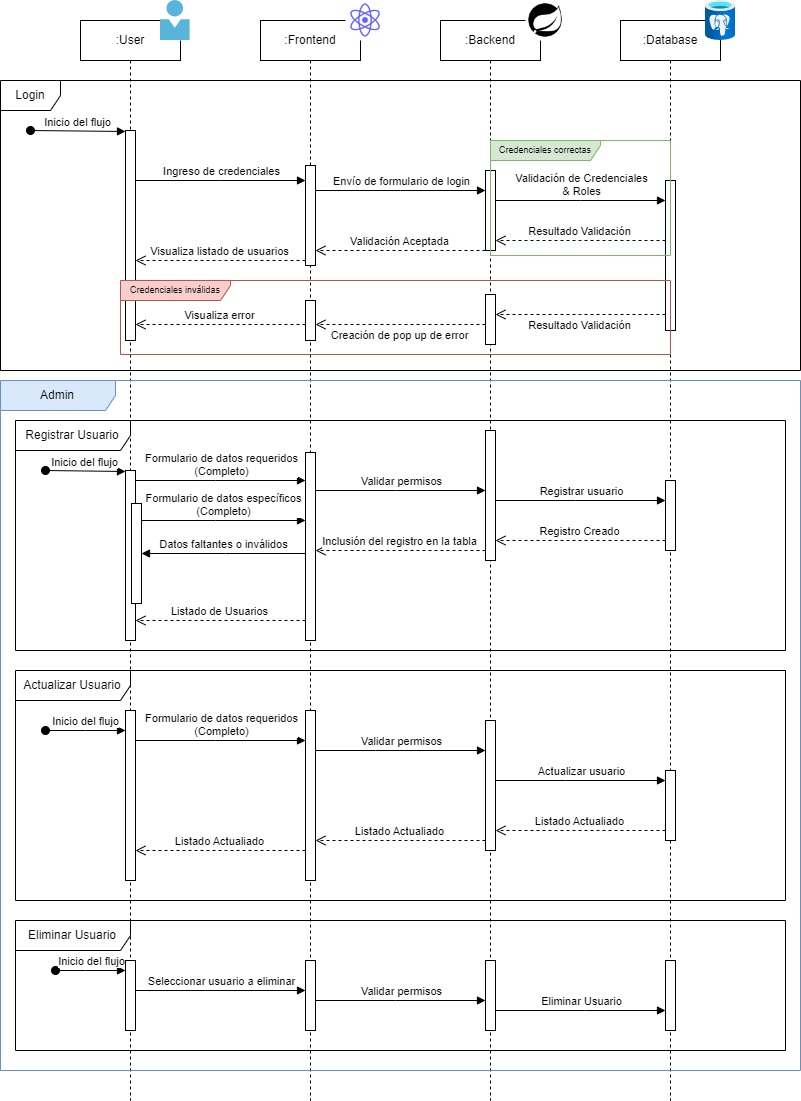 :User
:Frontend
:Backend
:Database
Login
Inicio del flujo
Credenciales correctas
Ingreso de credenciales
Envío de formulario de login
Validación de Credenciales
& Roles
Resultado Validación
Validación Aceptada
Visualiza listado de usuarios
Credenciales inválidas
Visualiza error
Creación de pop up de error
Resultado Validación
Admin
Registrar Usuario
Inicio del flujo
Formulario de datos requeridos
(Completo)
Validar permisos
Registrar usuario
Formulario de datos específicos
(Completo)
Datos faltantes o inválidos
Inclusión del registro en la tabla
Registro Creado
Listado de Usuarios
Actualizar Usuario
Inicio del flujo
Formulario de datos requeridos
(Completo)
Validar permisos
Actualizar usuario
Listado Actualiado
Listado Actualiado
Listado Actualiado
Eliminar Usuario
Inicio del flujo
Seleccionar usuario a eliminar
Validar permisos
Eliminar Usuario